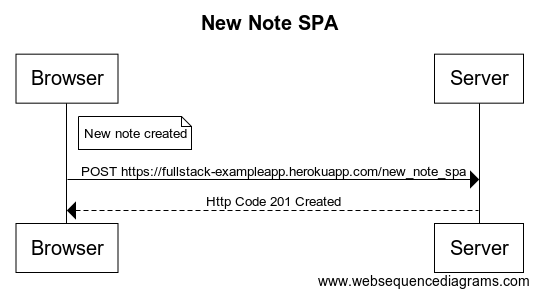 New Note SPA
Browser
Server
New note created
POST https://fullstack-exampleapp.herokuapp.com/new_note_spa
Http Code 201 Created
Browser
Server
www.websequencediagrams.com